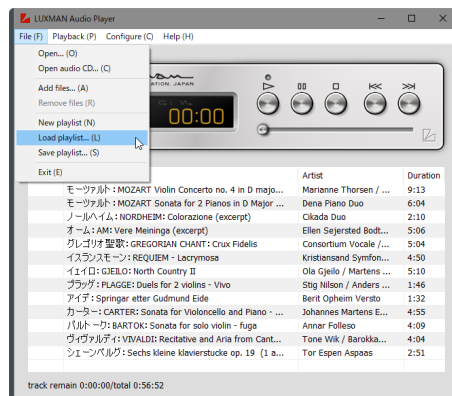 LUXMAN Audio Player
File (F) Playback (P) Configure (C) Help (H)
Open... (O)
Open audio CD... (C)
Add files... (A)
Remove files (R)
New playlist (N)
Load playlist... (L)
Save playlist... (S)
Exit (E)
ATION. JAPAN
00:00
Artist Duration
モーツァルト : MOZART Violin Concerto no. 4 in D majo... Marianne Thorsen / ... 9:13
モーツァルト : MOZART Sonata for 2 Pianos in D Major ... Dena Piano Duo 6:04
ノールヘイム : NORDHEIM: Colorazione (excerpt) Cikada Duo 2:10
オーム : AM: Vere Meininga (excerpt) Ellen Sejersted Bodt... 5:06
グレゴリオ聖歌 : GREGORIAN CHANT: Crux Fidelis Consortium Vocale /... 5:04
イスランスモーン : REQUIEM - Lacrymosa Kristiansand Symfon... 4:50
イェイロ : GJEILO: North Country II Ola Gjeilo / Martens ... 5:10
プラッゲ : PLAGGE: Duels for 2 violins - Vivo Stig Nilson / Anders ... 1:46
アイデ : Springar etter Gudmund Eide Berit Opheim Versto 1:32
カーター : CARTER: Sonata for Violoncello and Piano - ... Johannes Martens E... 4:55
バルトーク : BARTOK: Sonata for solo violin - fuga Annar Folleso 4:09
ヴィヴァルディ : VIVALDI: Recitative and Aria from Cant... Tone Wik / Barokka... 4:04
シェーンベルグ : Sechs kleine klavierstucke op. 19 (1 a... Tor Espen Aspaas 2:51
track remain 0:00:00/total 0:56:52